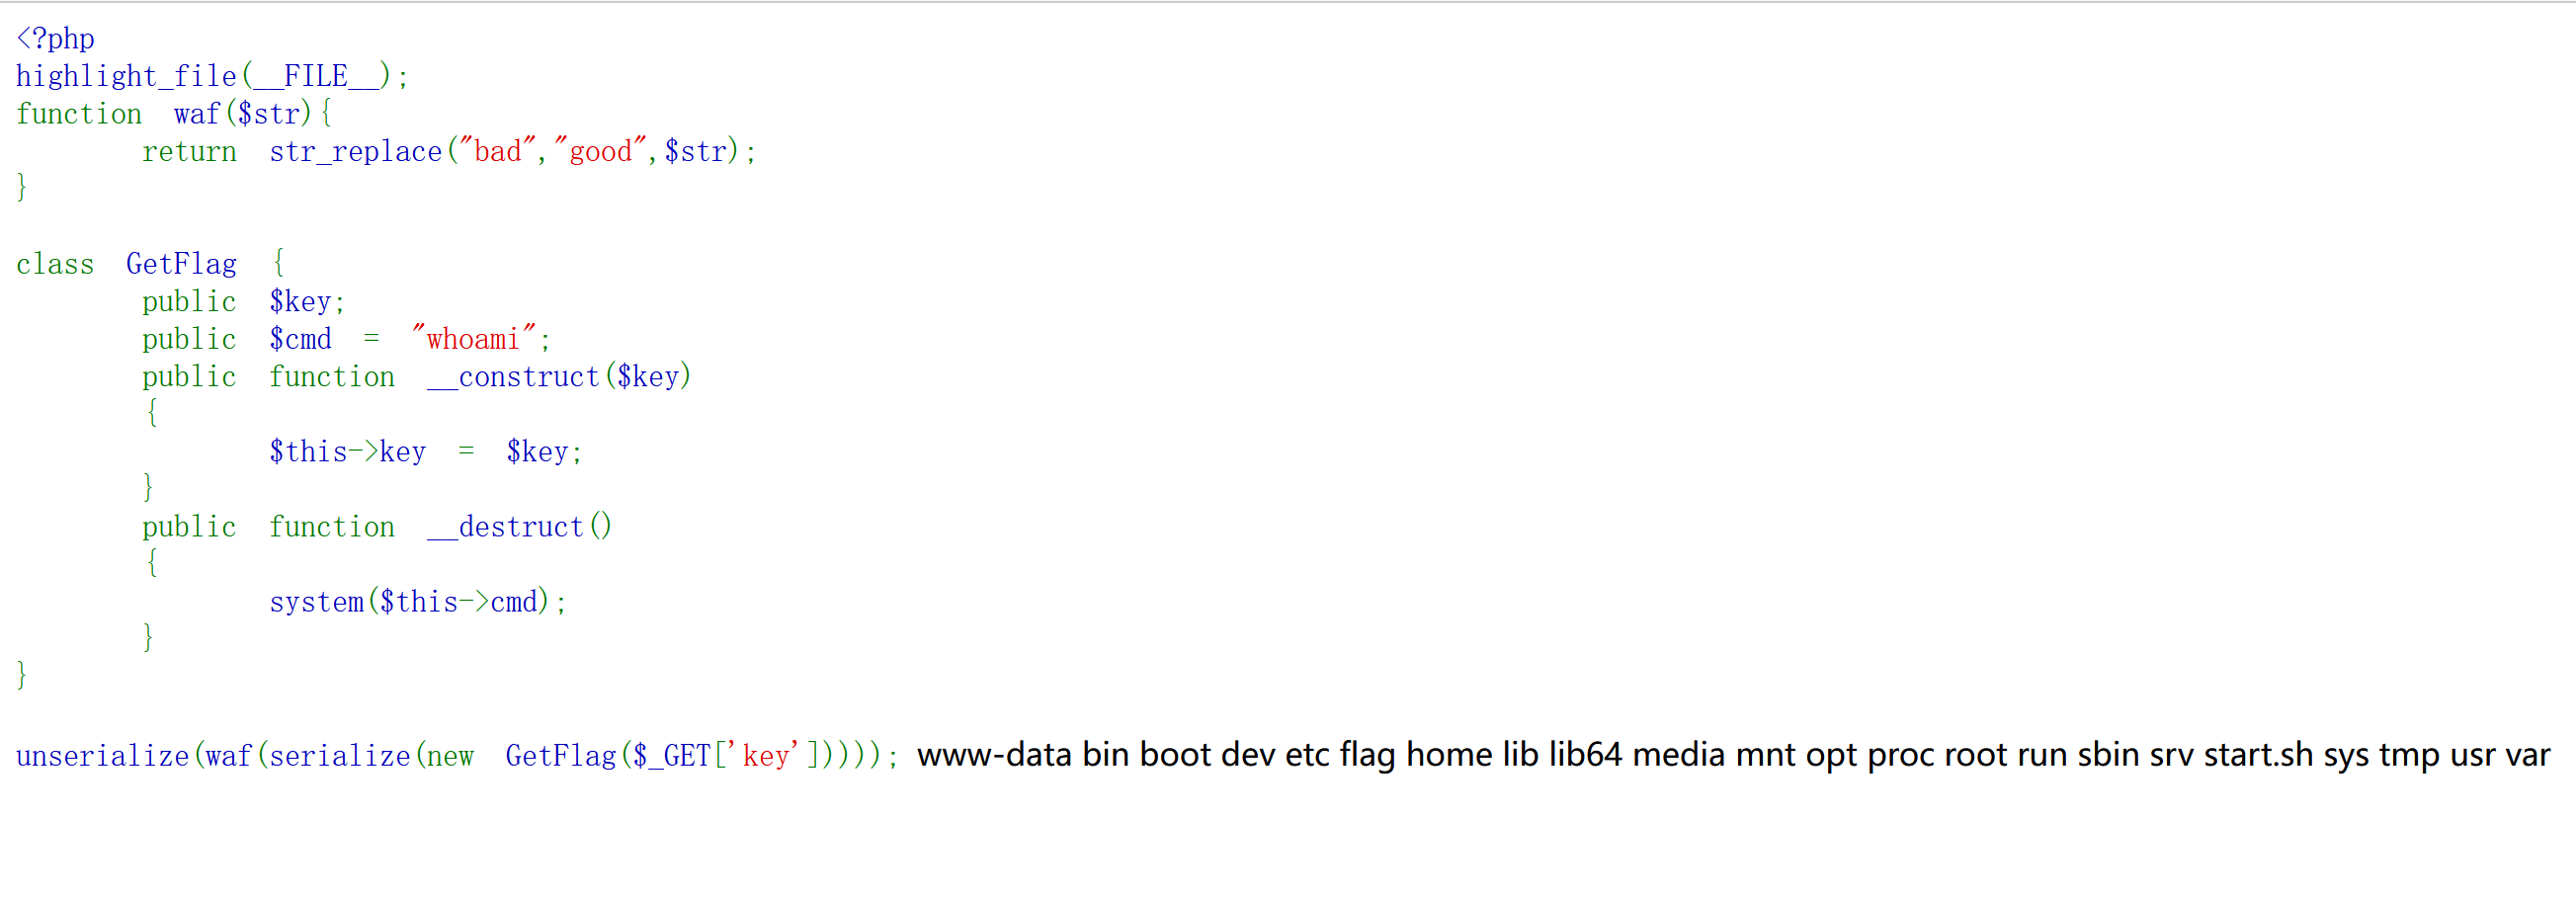 <?php
highlight_file(__FILE__);
function waf($str){
return str_replace("bad","good",$str);
}
class GetFlag {
public $key;
public $cmd = "whoami";
public function __construct($key)
{
$this->key = $key;
}
public function __destruct()
{
system($this->cmd);
}
}
unserialize(waf(serialize(new GetFlag($_GET['key'])))); www-data bin boot dev etc flag home lib lib64 media mnt opt proc root run sbin srv start.sh sys tmp usr var